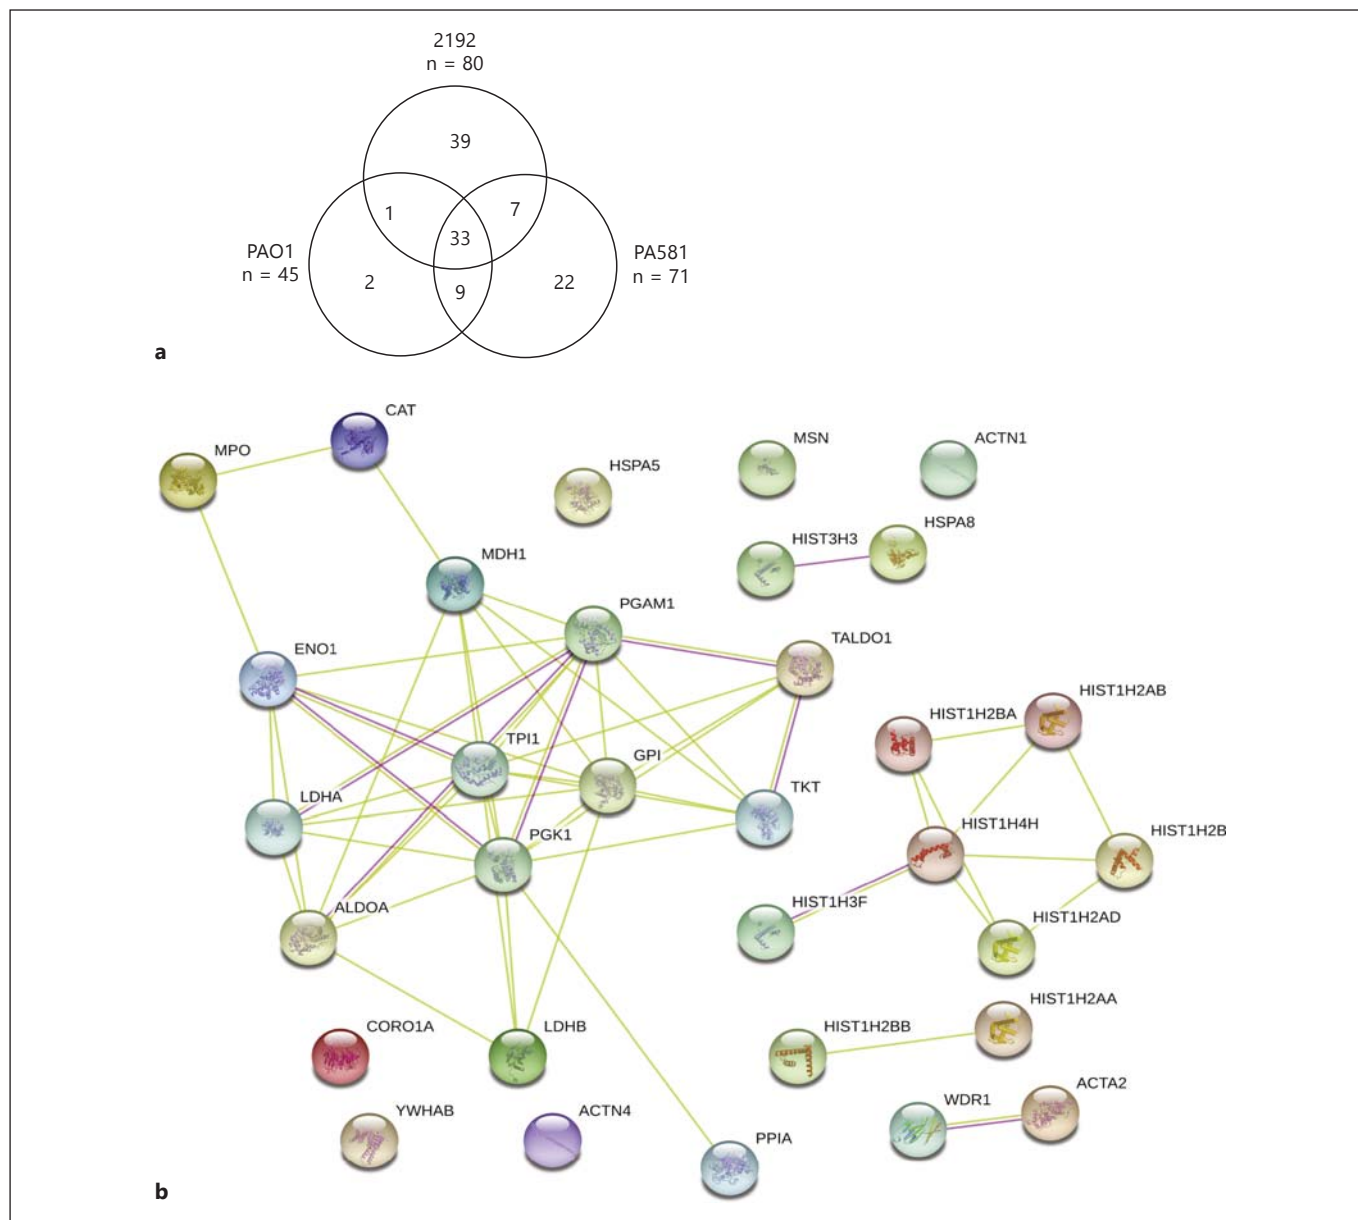 2192
n = 80
39
1
7
33
PAO1
n = 45
PA581
n = 71
2
9
22
a
CAT
MPO
HSPA5
MSN
ACTN1
HIST3H3
HSPA8
MDH1
PGAM1
ENO1
TALDO1
HIST1H2BA
HIST1H2AB
TPI1
GPI
LDHA
TKT
PGK1
HIST1H4H
HIST1H2B
ALDOA
HIST1H3F
HIST1H2AD
HIST1H2AA
CORO1A
LDHB
HIST1H2BB
WDR1
ACTA2
YWHAB
ACTN4
PPIA
b